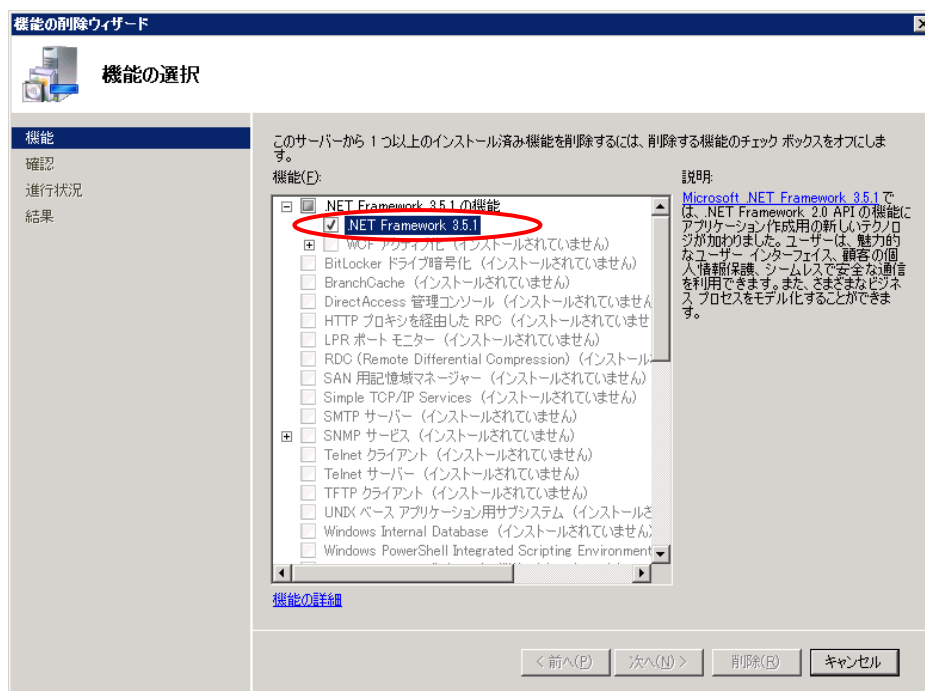 機能の削除ウィザード
機能の選択
機能
確認
進行状況
結果
このサーバーから 1 つ以上のインストール済み機能を削除するには、削除する機能のチェック ボックスをオフにしま
す。
機能(F):
.NET Framework 3.5.1 の機能
.NET Framework 3.5.1
WCF アクティブ化 (インストールされていません)
BitLocker ドライブ暗号化 (インストールされていません)
BranchCache (インストールされていません)
DirectAccess 管理コンソール (インストールされていません
HTTP プロキシを経由した RPC (インストールされていませ
LPR ポート モニター (インストールされていません)
RDC (Remote Differential Compression) (インストール
SAN 用記憶域マネージャー (インストールされていません)
Simple TCP/IP Services (インストールされていません)
SMTP サーバー (インストールされていません)
SNMP サービス (インストールされていません)
Telnet クライアント (インストールされていません)
Telnet サーバー (インストールされていません)
TFTP クライアント (インストールされていません)
UNIX ベース アプリケーション用サブシステム (インストールさ
Windows Internal Database (インストールされていません)
Windows PowerShell Integrated Scripting Environment
機能の詳細
説明:
Microsoft .NET Framework 3.5.1 で
は、.NET Framework 2.0 API の機能に
アプリケーション作成用の新しいテクノロ
ジが加わりました。ユーザーは、魅力的
なユーザー インターフェイス、顧客の個
人情報保護、シームレスで安全な通信
を利用できます。また、さまざまなビジネ
ス プロセスをモデル化することができま
す。
< 前へ(P)
次へ(N) >
削除(R)
キャンセル